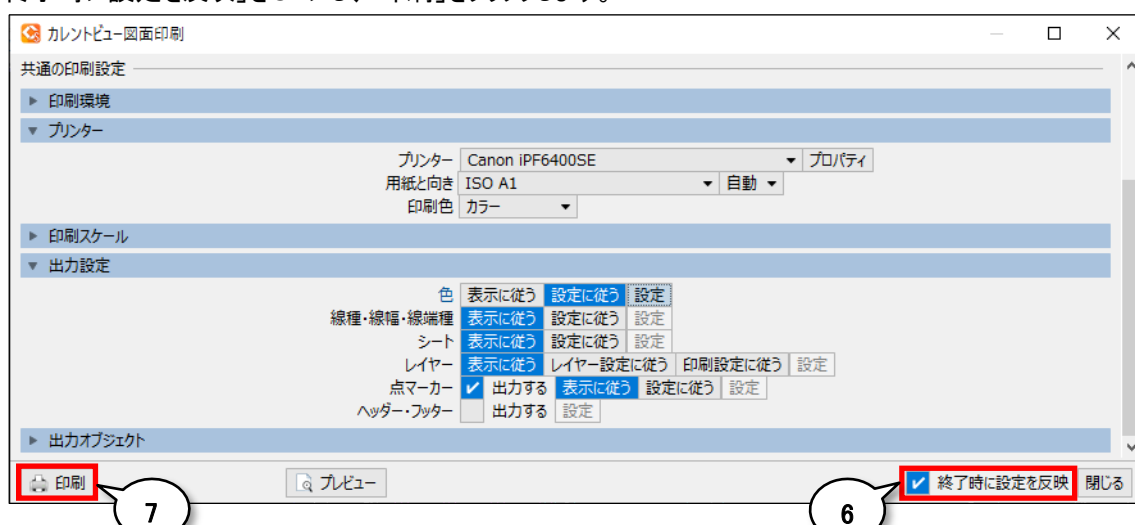 カレントビュー図面印刷
共通の印刷設定
印刷環境
プリンター
プリンター Canon iPF6400SE プロパティ
用紙と向き ISO A1 自動
印刷色 カラー
印刷スケール
出力設定
色 表示に従う 設定に従う 設定
線種・線幅・線端種 表示に従う 設定に従う 設定
シート 表示に従う 設定に従う 設定
レイヤー 表示に従う レイヤー設定に従う 印刷設定に従う 設定
点マーカー 出力する 表示に従う 設定に従う 設定
ヘッダー・フッター 出力する 設定
出力オブジェクト
印刷 プレビュー 終了時に設定を反映 閉じる
7 6